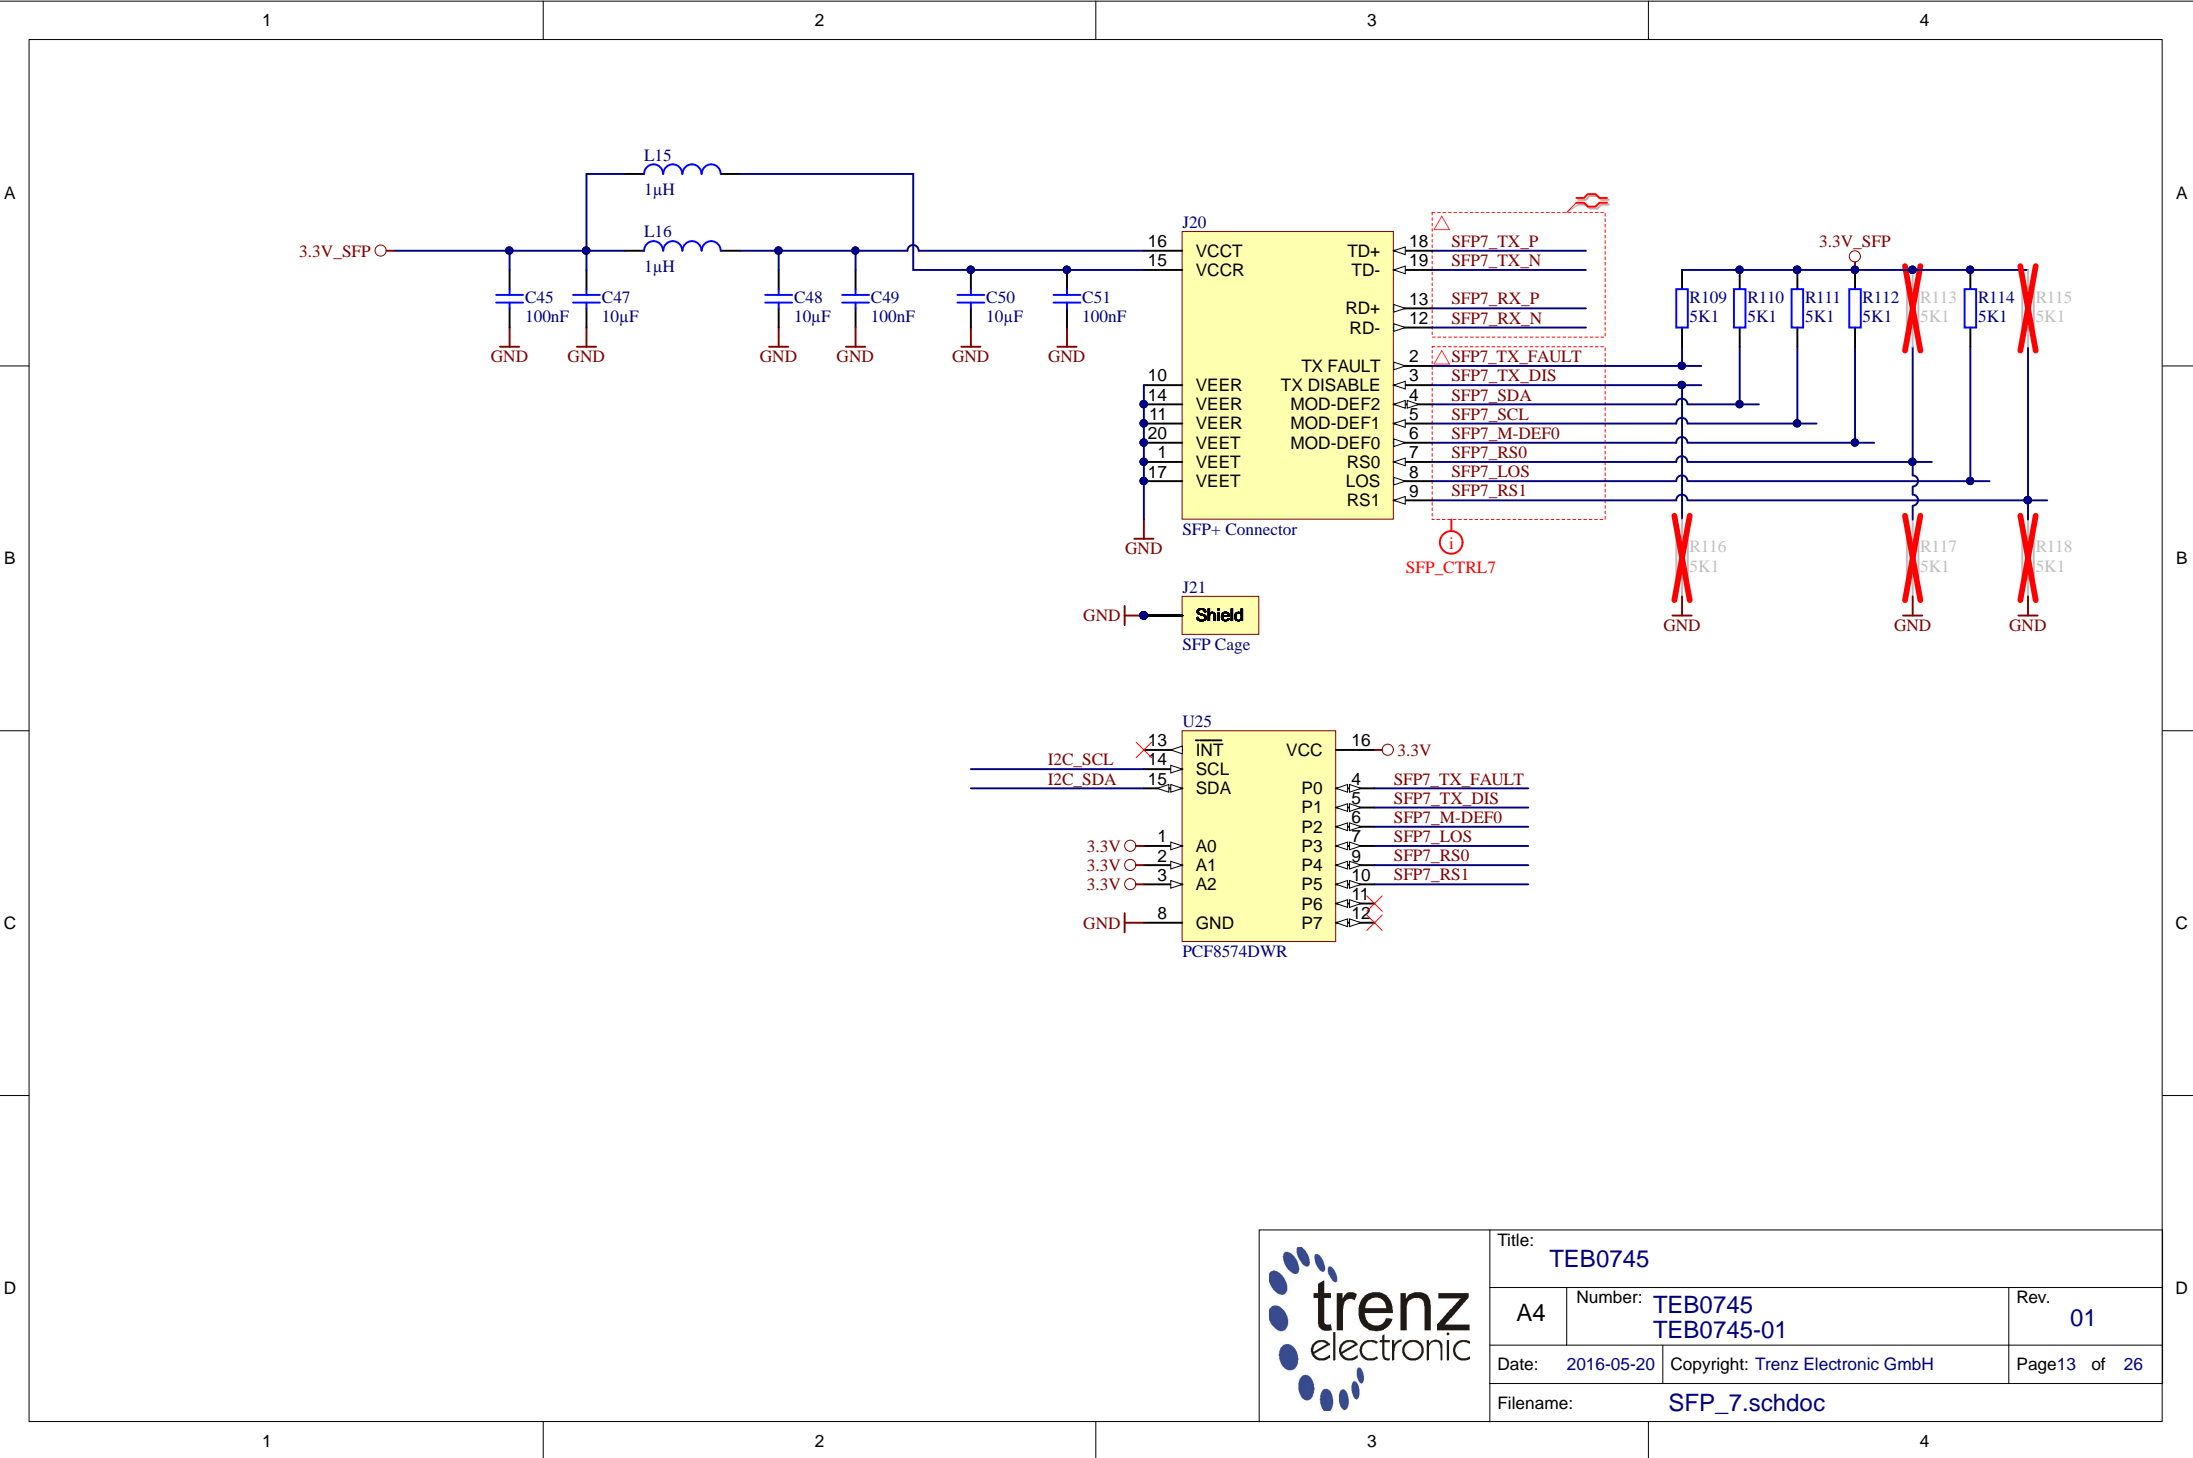 1 2 3 4
A A
L15
1µH
L16
1µH
3.3V_SFP
C45
100nF
C47
10µF
C48
10µF
C49
100nF
C50
10µF
C51
100nF
GND GND GND GND GND GND
J20
16 VCCT TD+ 18 SFP7_TX_P
15 VCCR TD- 19 SFP7_TX_N
RD+ 13 SFP7_RX_P
RD- 12 SFP7_RX_N
TX FAULT 2 SFP7_TX_FAULT
10 VEER TX DISABLE 3 SFP7_TX_DIS
14 VEER MOD-DEF2 4 SFP7_SDA
11 VEER MOD-DEF1 5 SFP7_SCL
20 VEET MOD-DEF0 6 SFP7_M-DEF0
1 VEET RS0 7 SFP7_RS0
17 VEET LOS 8 SFP7_LOS
RS1 9 SFP7_RS1
GND
SFP+ Connector
i
SFP_CTRL7
3.3V_SFP
R109
5K1
R110
5K1
R111
5K1
R112
5K1
R113
5K1
R114
5K1
R115
5K1
R116
5K1
R117
5K1
R118
5K1
GND GND GND
B B
J21
GND Shield
SFP Cage
U25
13 INT VCC 16 3.3V
I2C_SCL 14 SCL
I2C_SDA 15 SDA P0 4 SFP7_TX_FAULT
P1 5 SFP7_TX_DIS
P2 6 SFP7_M-DEF0
3.3V 1 A0 P3 7 SFP7_LOS
3.3V 2 A1 P4 9 SFP7_RS0
3.3V 3 A2 P5 10 SFP7_RS1
P6 11
GND 8 GND P7 12
PCF8574DWR
C C
D D
trenz
electronic
Title:
TEB0745
A4 Number: TEB0745
TEB0745-01
Rev.
01
Date: 2016-05-20 Copyright: Trenz Electronic GmbH Page13 of 26
Filename: SFP_7.schdoc
1 2 3 4